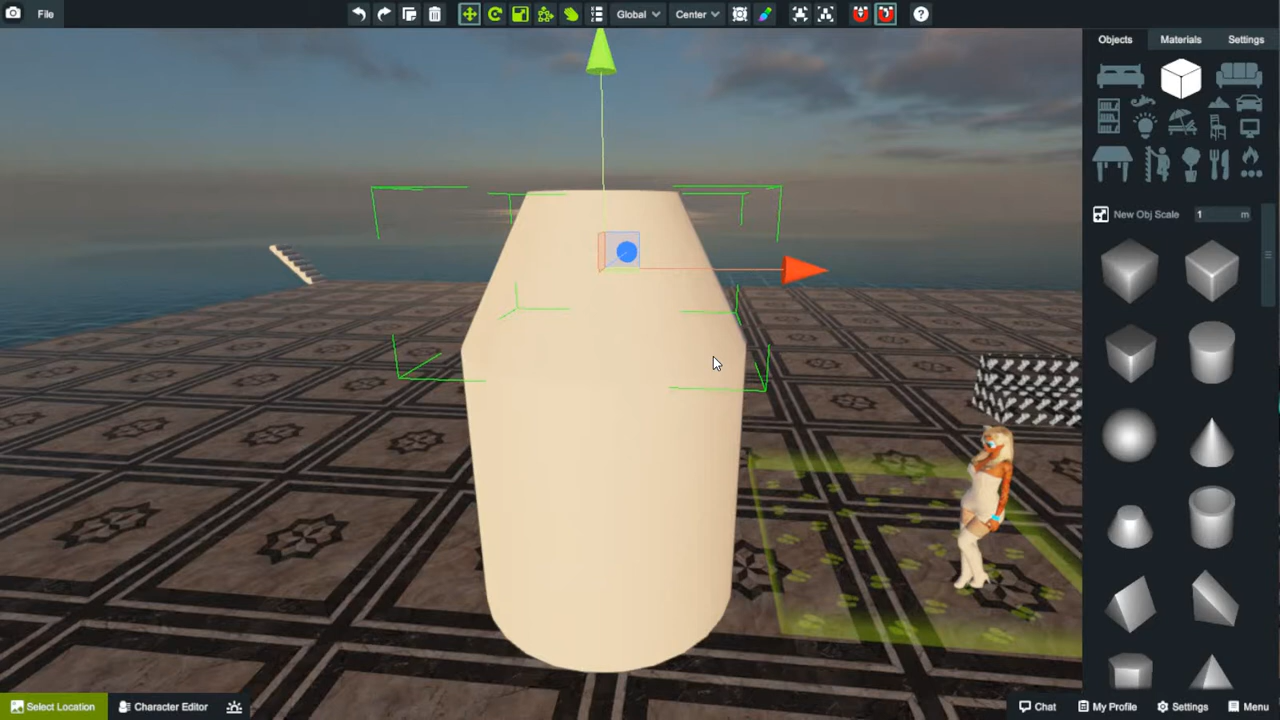 File
Global
Center
Objects Materials Settings
New Obj Scale 1 m
Select Location
Character Editor
Chat
My Profile
Settings
Menu